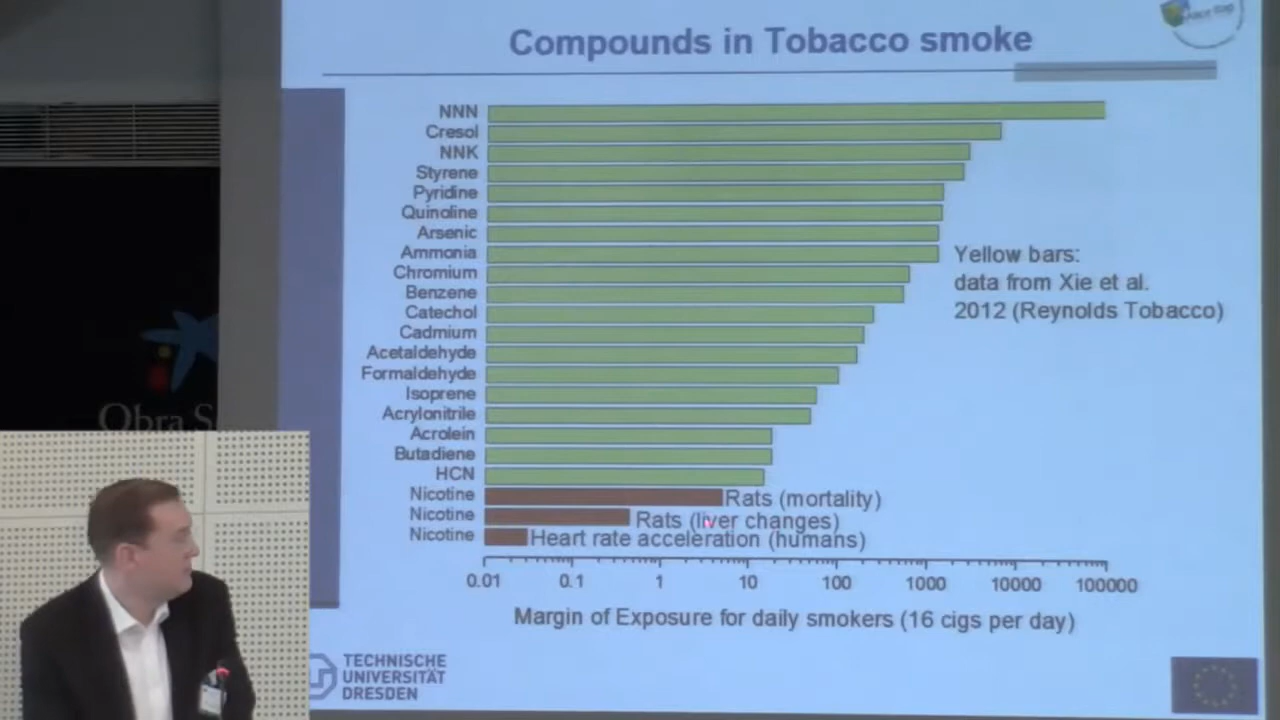 Compounds in Tobacco smoke
NNN
Cresol
NNK
Styrene
Pyridine
Quinoline
Arsenic
Ammonia
Chromium
Benzene
Catechol
Cadmium
Acetaldehyde
Formaldehyde
Isoprene
Acrylonitrile
Acrolein
Butadiene
HCN
Nicotine Rats (mortality)
Nicotine Rats (liver changes)
Nicotine Heart rate acceleration (humans)
Yellow bars:
data from Xie et al.
2012 (Reynolds Tobacco)
0.01 0.1 1 10 100 1000 10000 100000
Margin of Exposure for daily smokers (16 cigs per day)
Obra S
TECHNISCHE
UNIVERSITÄT
DRESDEN